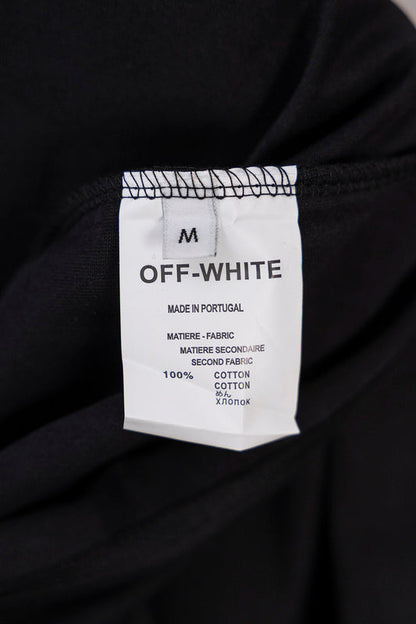 M
OFF-WHITE
MADE IN PORTUGAL
MATIERE - FABRIC
MATIERE SECONDAIRE
SECOND FABRIC
100% COTTON
COTTON
めん
ХЛОПОК